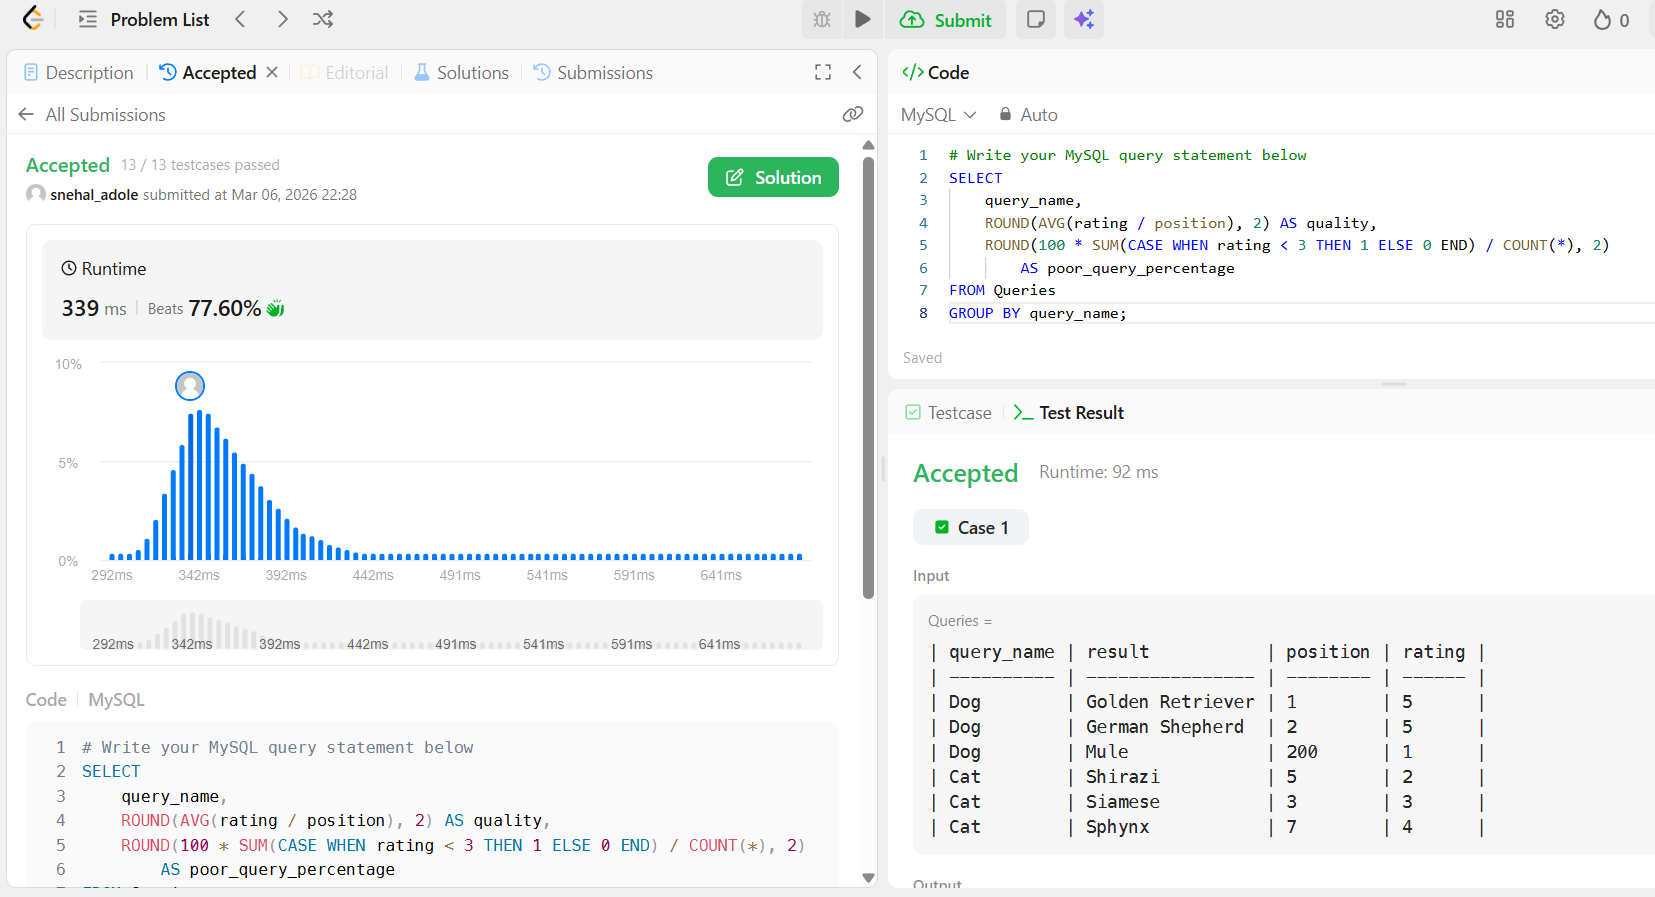 Problem List
Submit
0
Description
Accepted
Editorial
Solutions
Submissions
All Submissions
Accepted 13 / 13 testcases passed
snehal_adole submitted at Mar 06, 2026 22:28
Solution
Runtime
339 ms
Beats 77.60%
10%
5%
0%
292ms 342ms 392ms 442ms 491ms 541ms 591ms 641ms
292ms 342ms 392ms 442ms 491ms 541ms 591ms 641ms
Code
MySQL
1 # Write your MySQL query statement below
2 SELECT
3 query_name,
4 ROUND(AVG(rating / position), 2) AS quality,
5 ROUND(100 * SUM(CASE WHEN rating < 3 THEN 1 ELSE 0 END) / COUNT(*), 2)
6 AS poor_query_percentage
</> Code
MySQL
Auto
1 # Write your MySQL query statement below
2 SELECT
3 query_name,
4 ROUND(AVG(rating / position), 2) AS quality,
5 ROUND(100 * SUM(CASE WHEN rating < 3 THEN 1 ELSE 0 END) / COUNT(*), 2)
6 AS poor_query_percentage
7 FROM Queries
8 GROUP BY query_name;
Saved
Testcase
>_ Test Result
Accepted Runtime: 92 ms
Case 1
Input
Queries =
| query_name | result | position | rating |
| ---------- | ---------------- | -------- | ------ |
| Dog | Golden Retriever | 1 | 5 |
| Dog | German Shepherd | 2 | 5 |
| Dog | Mule | 200 | 1 |
| Cat | Shirazi | 5 | 2 |
| Cat | Siamese | 3 | 3 |
| Cat | Sphynx | 7 | 4 |
Output